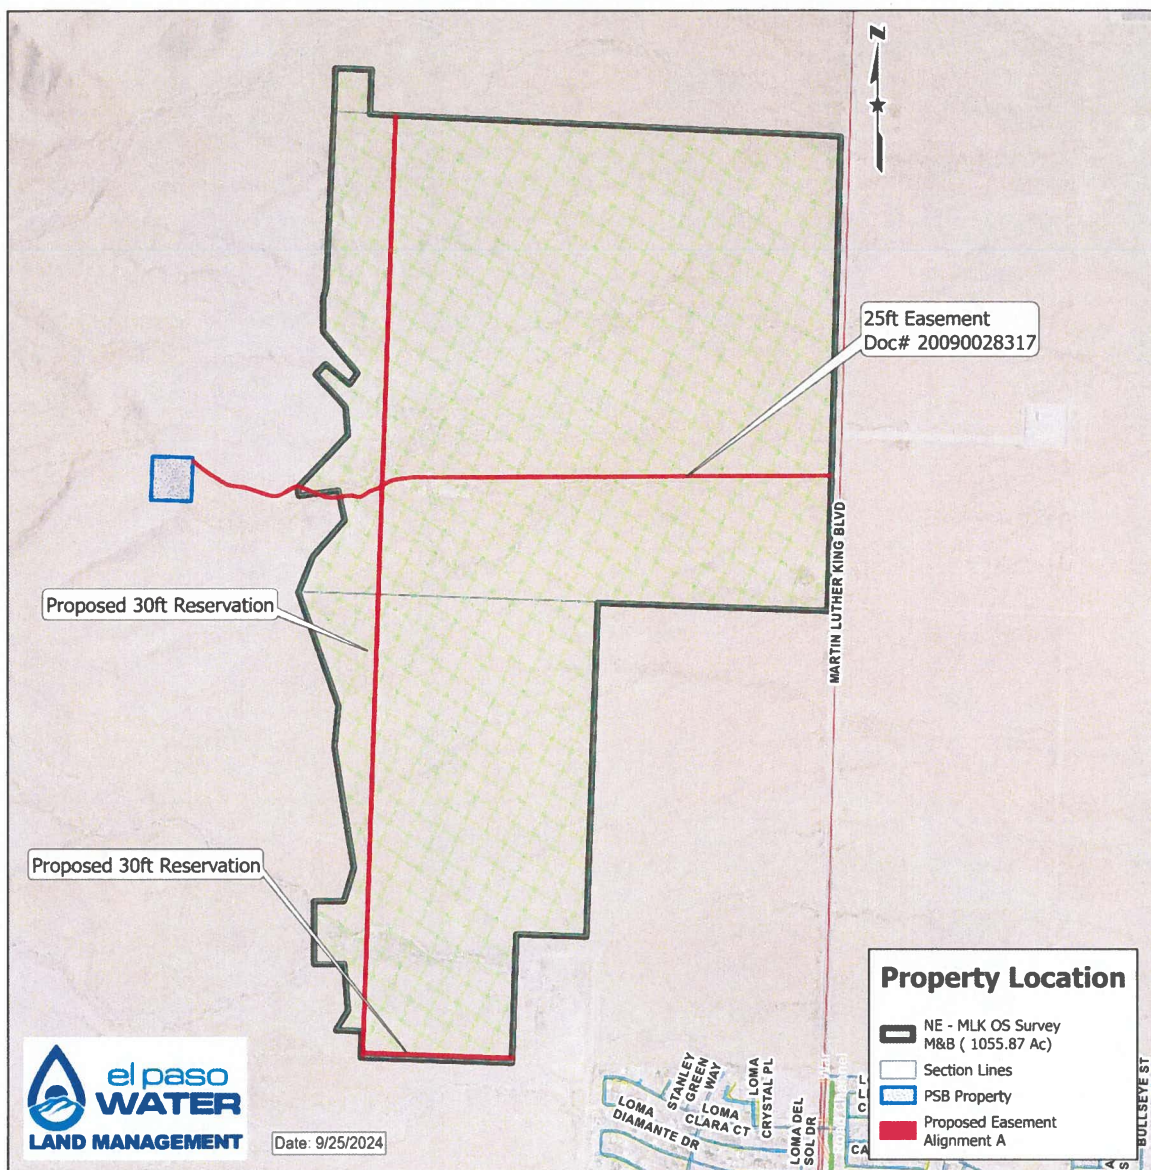 N
25ft Easement
Doc# 20090028317
MARTIN LUTHER KING BLVD
Proposed 30ft Reservation
Proposed 30ft Reservation
Property Location
NE - MLK OS Survey
M&B ( 1055.87 Ac)
Section Lines
PSB Property
Proposed Easement
Alignment A
el paso
WATER
LAND MANAGEMENT
Date: 9/25/2024
STANLEY
GREEN
WAY
LOMA
CRYSTAL PL
LOMA
CLARA CT
LOMA
DIAMANTE DR
LOMA DEL
SOL DR
CA
BULLSEYE ST